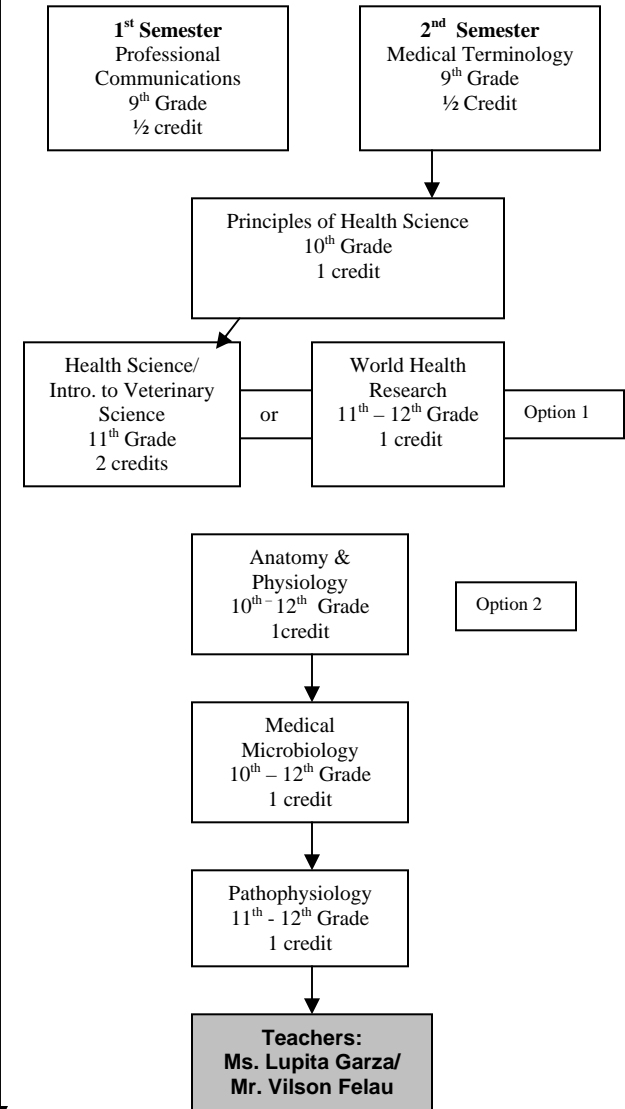 1st Semester
Professional
Communications
9th Grade
½ credit
2nd Semester
Medical Terminology
9th Grade
½ Credit
Principles of Health Science
10th Grade
1 credit
Health Science/
Intro. to Veterinary
Science
11th Grade
2 credits
or
World Health
Research
11th – 12th Grade
1 credit
Option 1
Anatomy &
Physiology
10th – 12th Grade
1credit
Option 2
Medical
Microbiology
10th – 12th Grade
1 credit
Pathophysiology
11th - 12th Grade
1 credit
Teachers:
Ms. Lupita Garza/
Mr. Vilson Felau